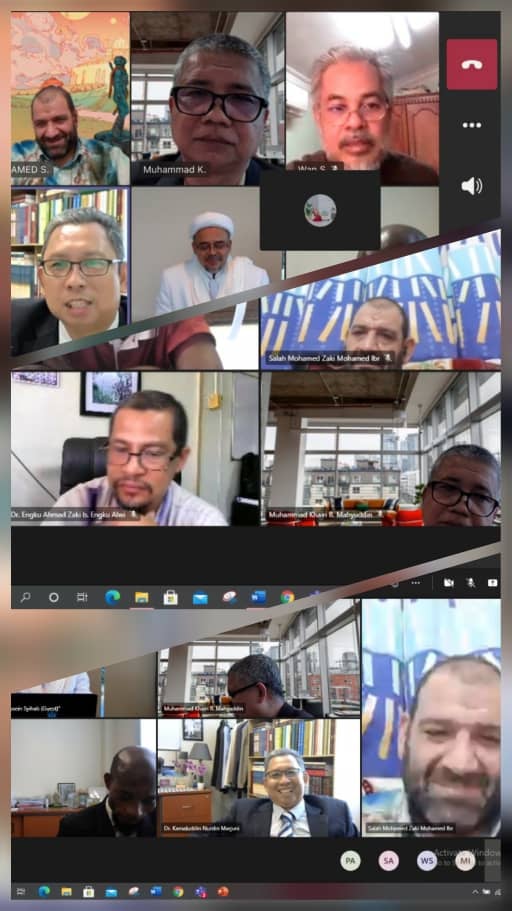 AMED S.
Muhammad K.
Wan S.
Salah Mohamed Zaki Mohamed Ibr
Dr. Engku Ahmad Zaki b. Engku Alwi
Muhammad Khairi B. Mahyuddin
Muhammad Khairi B. Mahyuddin
Dr. Kamaluddin Nurdin Marjuni
Salah Mohamed Zaki Mohamed Ibr
PA
SA
WS
MI